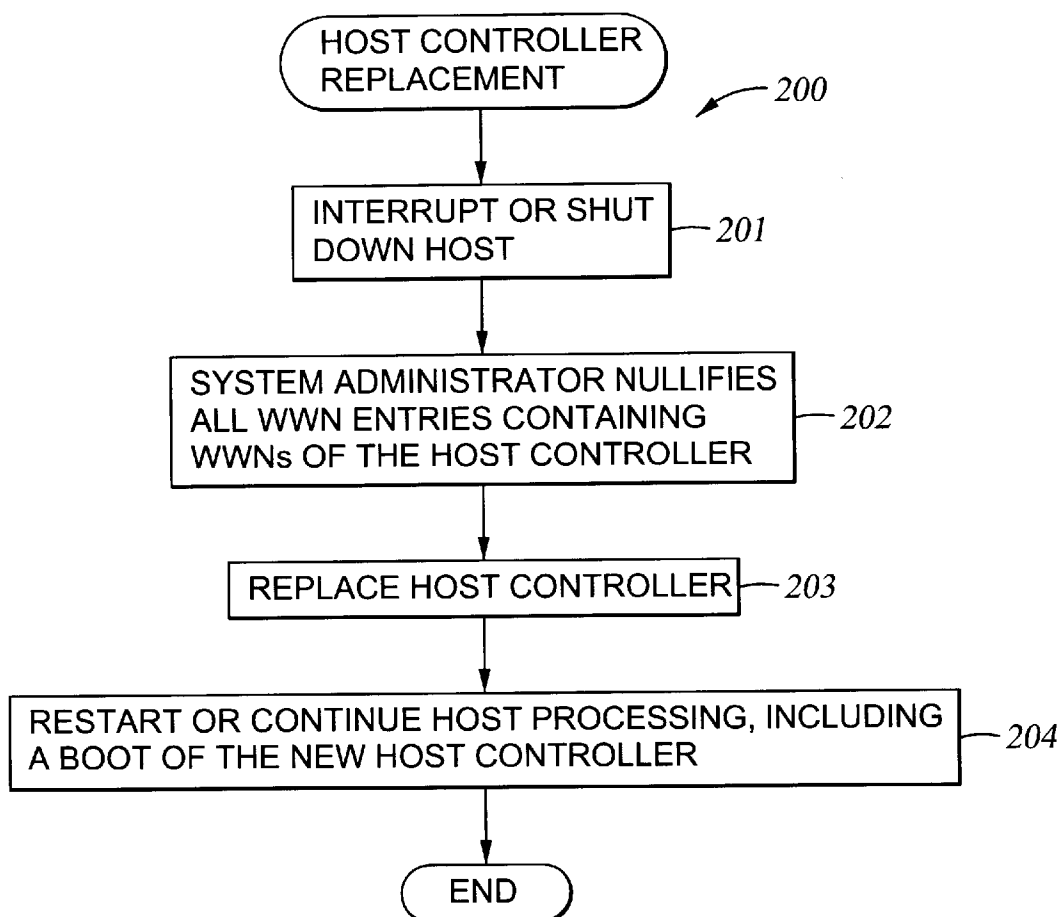 HOST CONTROLLER
REPLACEMENT
200
INTERRUPT OR SHUT
DOWN HOST
201
SYSTEM ADMINISTRATOR NULLIFIES
ALL WWN ENTRIES CONTAINING
WWNs OF THE HOST CONTROLLER
202
REPLACE HOST CONTROLLER
203
RESTART OR CONTINUE HOST PROCESSING, INCLUDING
A BOOT OF THE NEW HOST CONTROLLER
204
END